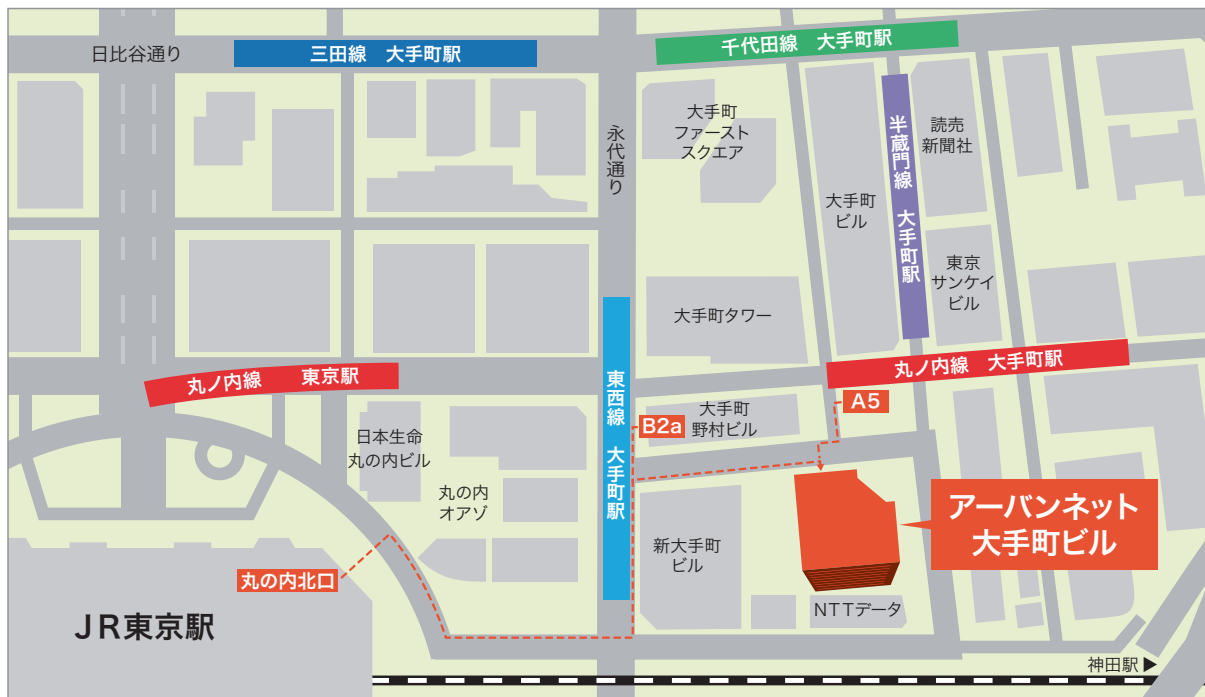 日比谷通り
三田線 大手町駅
千代田線 大手町駅
永代通り
大手町
ファースト
スクエア
大手町
ビル
半蔵門線 大手町駅
読売
新聞社
東京
サンケイ
ビル
大手町タワー
丸ノ内線 東京駅
東西線 大手町駅
丸ノ内線 大手町駅
A5
B2a
大手町
野村ビル
日本生命
丸の内ビル
丸の内
オアゾ
新大手町
ビル
アーバンネット
大手町ビル
丸の内北口
NTTデータ
JR東京駅
神田駅▶